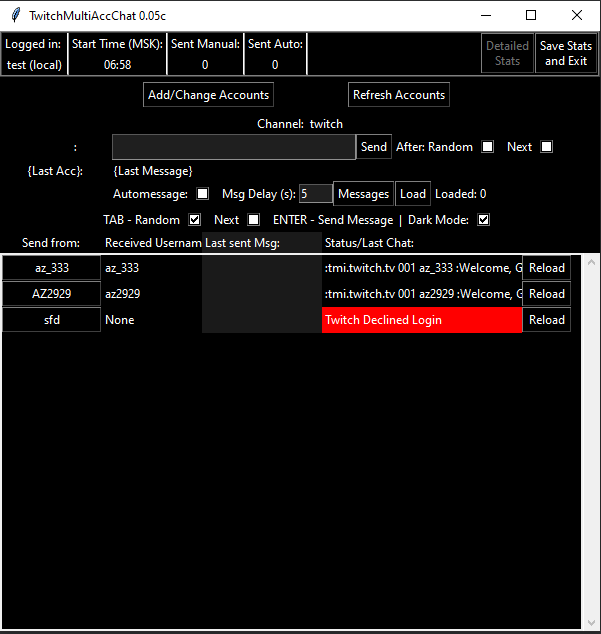 TwitchMultiAccChat 0.05c
Logged in: Start Time (MSK): Sent Manual: Sent Auto: Detailed Stats Save Stats and Exit
test (local) 06:58 0 0
Add/Change Accounts Refresh Accounts
Channel: twitch
: Send After: Random Next
{Last Acc}: {Last Message}
Automessage: Msg Delay (s): 5 Messages Load Loaded: 0
TAB - Random Next ENTER - Send Message | Dark Mode:
Send from: Received Usernam Last sent Msg: Status/Last Chat:
az_333 az_333 :tmi.twitch.tv 001 az_333 :Welcome, G Reload
AZ2929 az2929 :tmi.twitch.tv 001 az2929 :Welcome, G Reload
sfd None Twitch Declined Login Reload